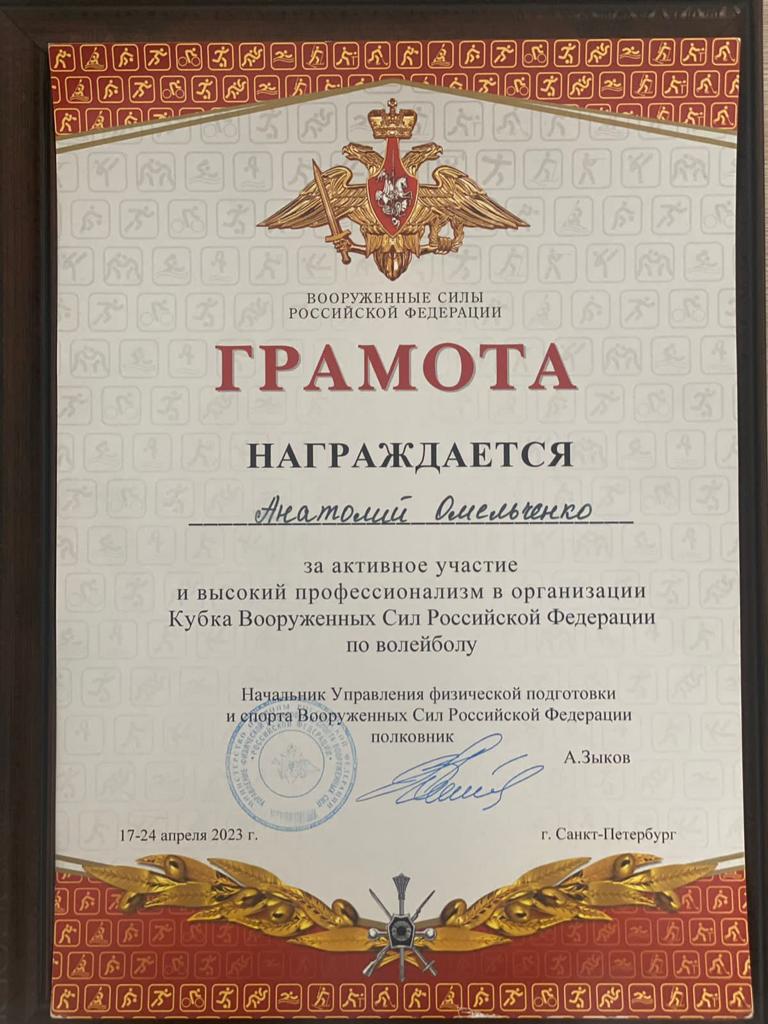 ВООРУЖЕННЫЕ СИЛЫ
РОССИЙСКОЙ ФЕДЕРАЦИИ
ГРАМОТА
НАГРАЖДАЕТСЯ
Анатолий Омельченко
за активное участие
и высокий профессионализм в организации
Кубка Вооруженных Сил Российской Федерации
по волейболу
Начальник Управления физической подготовки
и спорта Вооруженных Сил Российской Федерации
полковник
А.Зыков
17-24 апреля 2023 г.
г. Санкт-Петербург